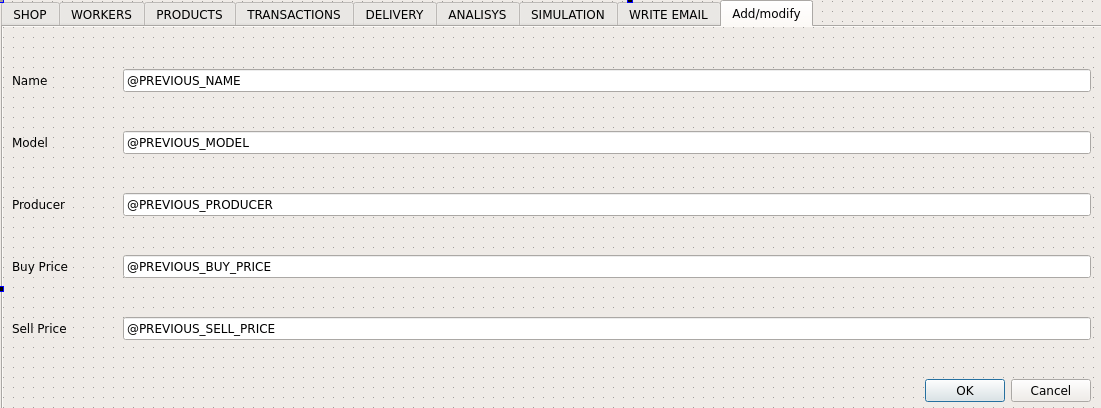 SHOP WORKERS PRODUCTS TRANSACTIONS DELIVERY ANALISYS SIMULATION WRITE EMAIL Add/modify
Name @PREVIOUS_NAME
Model @PREVIOUS_MODEL
Producer @PREVIOUS_PRODUCER
Buy Price @PREVIOUS_BUY_PRICE
Sell Price @PREVIOUS_SELL_PRICE
OK Cancel